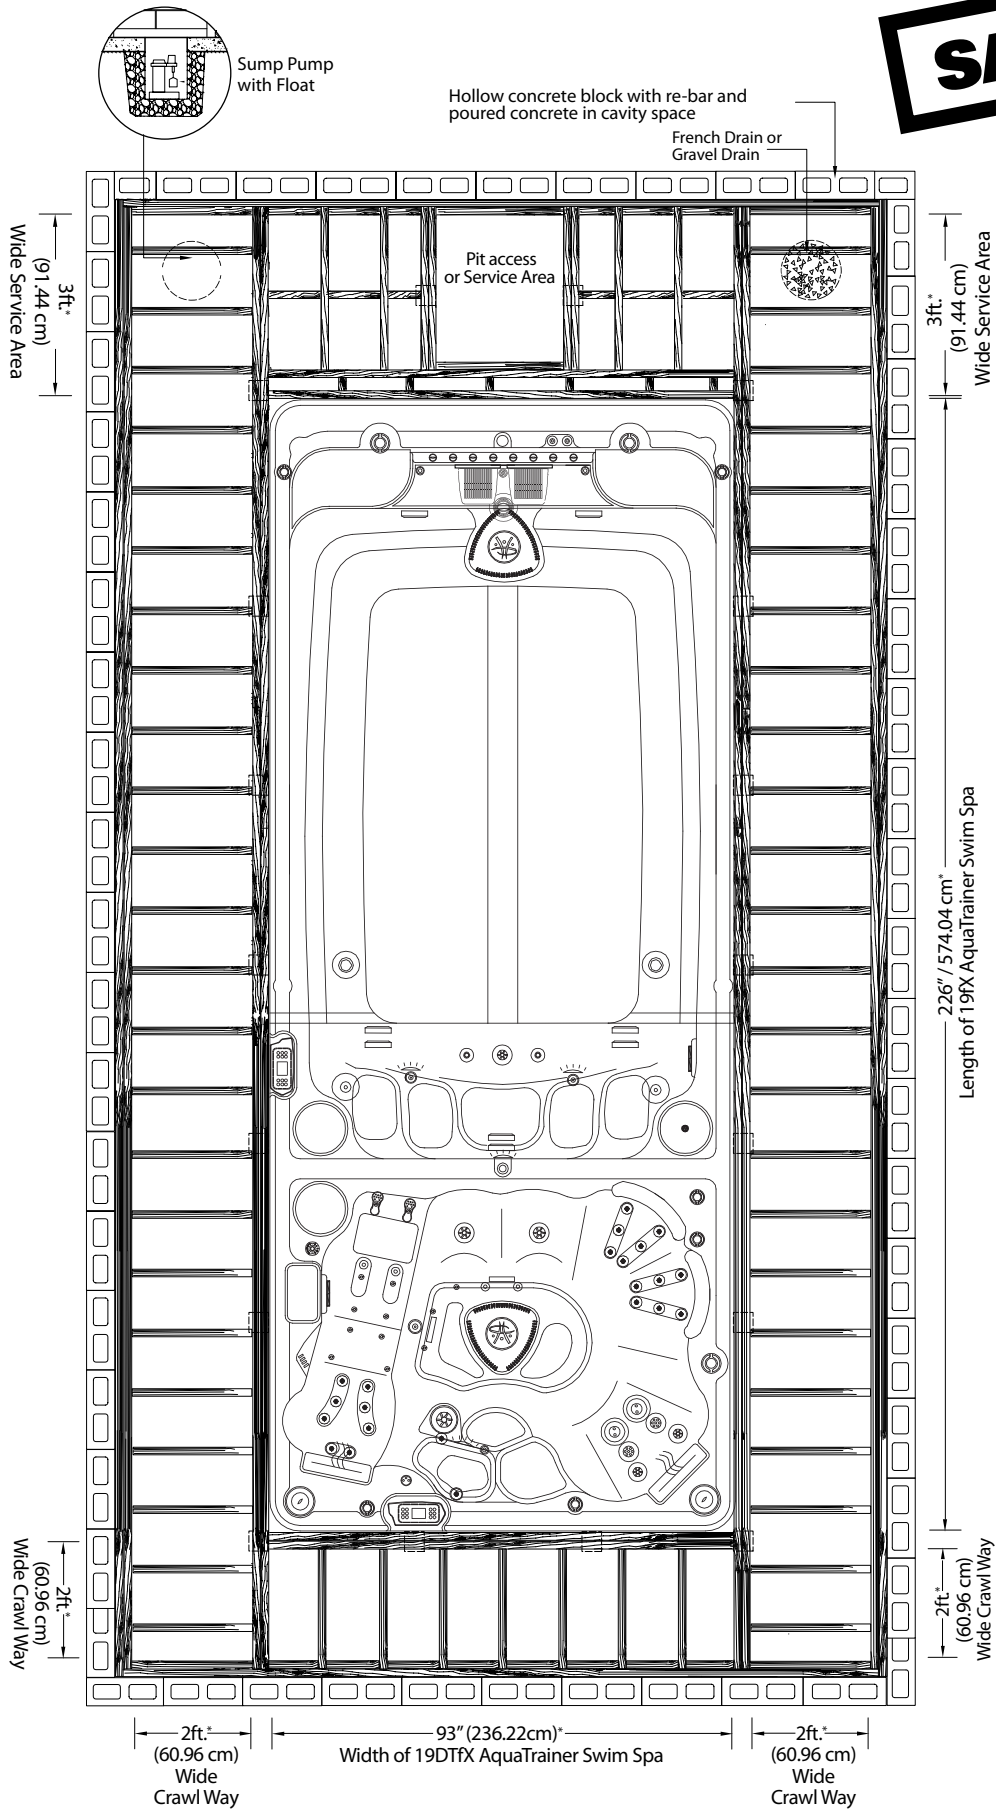 Sump Pump
with Float
Hollow concrete block with re-bar and
poured concrete in cavity space
French Drain or
Gravel Drain
Pit access
or Service Area
3ft.*
(91.44 cm)
Wide Service Area
3ft.*
(91.44 cm)
Wide Service Area
226" / 574.04 cm*
Length of 19fX AquaTrainer Swim Spa
2ft.*
(60.96 cm)
Wide Crawl Way
2ft.*
(60.96 cm)
Wide Crawl Way
2ft.*
(60.96 cm)
Wide
Crawl Way
93" (236.22cm)*
Width of 19DTfX AquaTrainer Swim Spa
2ft.*
(60.96 cm)
Wide
Crawl Way